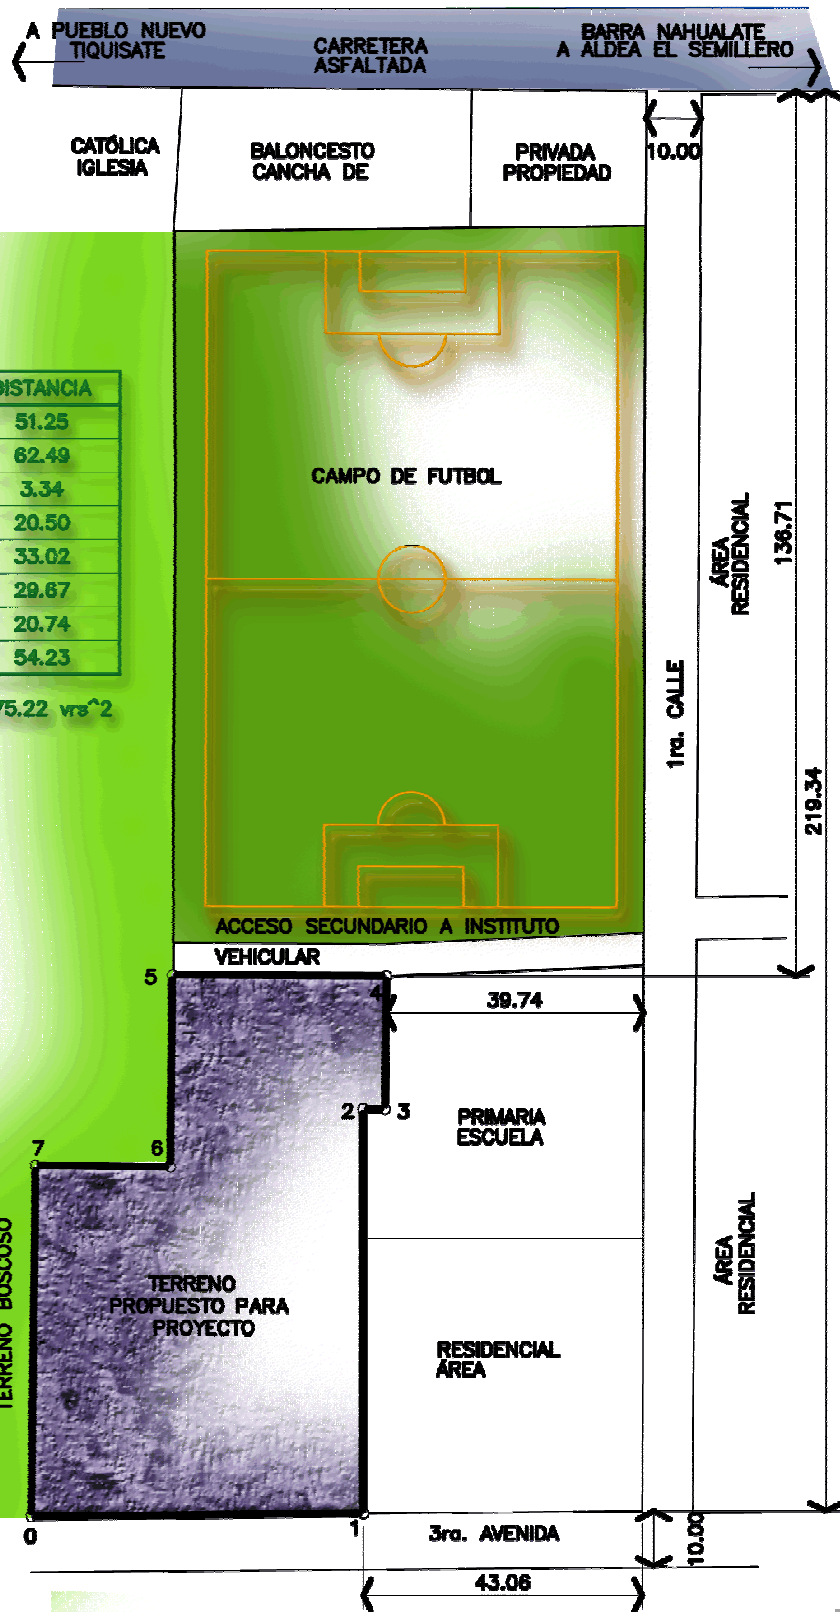 A PUEBLO NUEVO
TIQUISATE
CARRETERA
ASFALTADA
BARRA NAHUALATE
A ALDEA EL SEMILLERO
CATÓLICA
IGLESIA
BALONCESTO
CANCHA DE
PRIVADA
PROPIEDAD
10.00
DISTANCIA
51.25
62.49
3.34
20.50
33.02
29.67
20.74
54.23
75.22 vrs^2
CAMPO DE FUTBOL
ÁREA
RESIDENCIAL
136.71
1ra. CALLE
219.34
ACCESO SECUNDARIO A INSTITUTO
VEHICULAR
5
4
39.74
2
3
PRIMARIA
ESCUELA
7
6
TERRENO BOSCOSO
TERRENO
PROPUESTO PARA
PROYECTO
ÁREA
RESIDENCIAL
RESIDENCIAL
ÁREA
0
1
3ra. AVENIDA
10.00
43.06